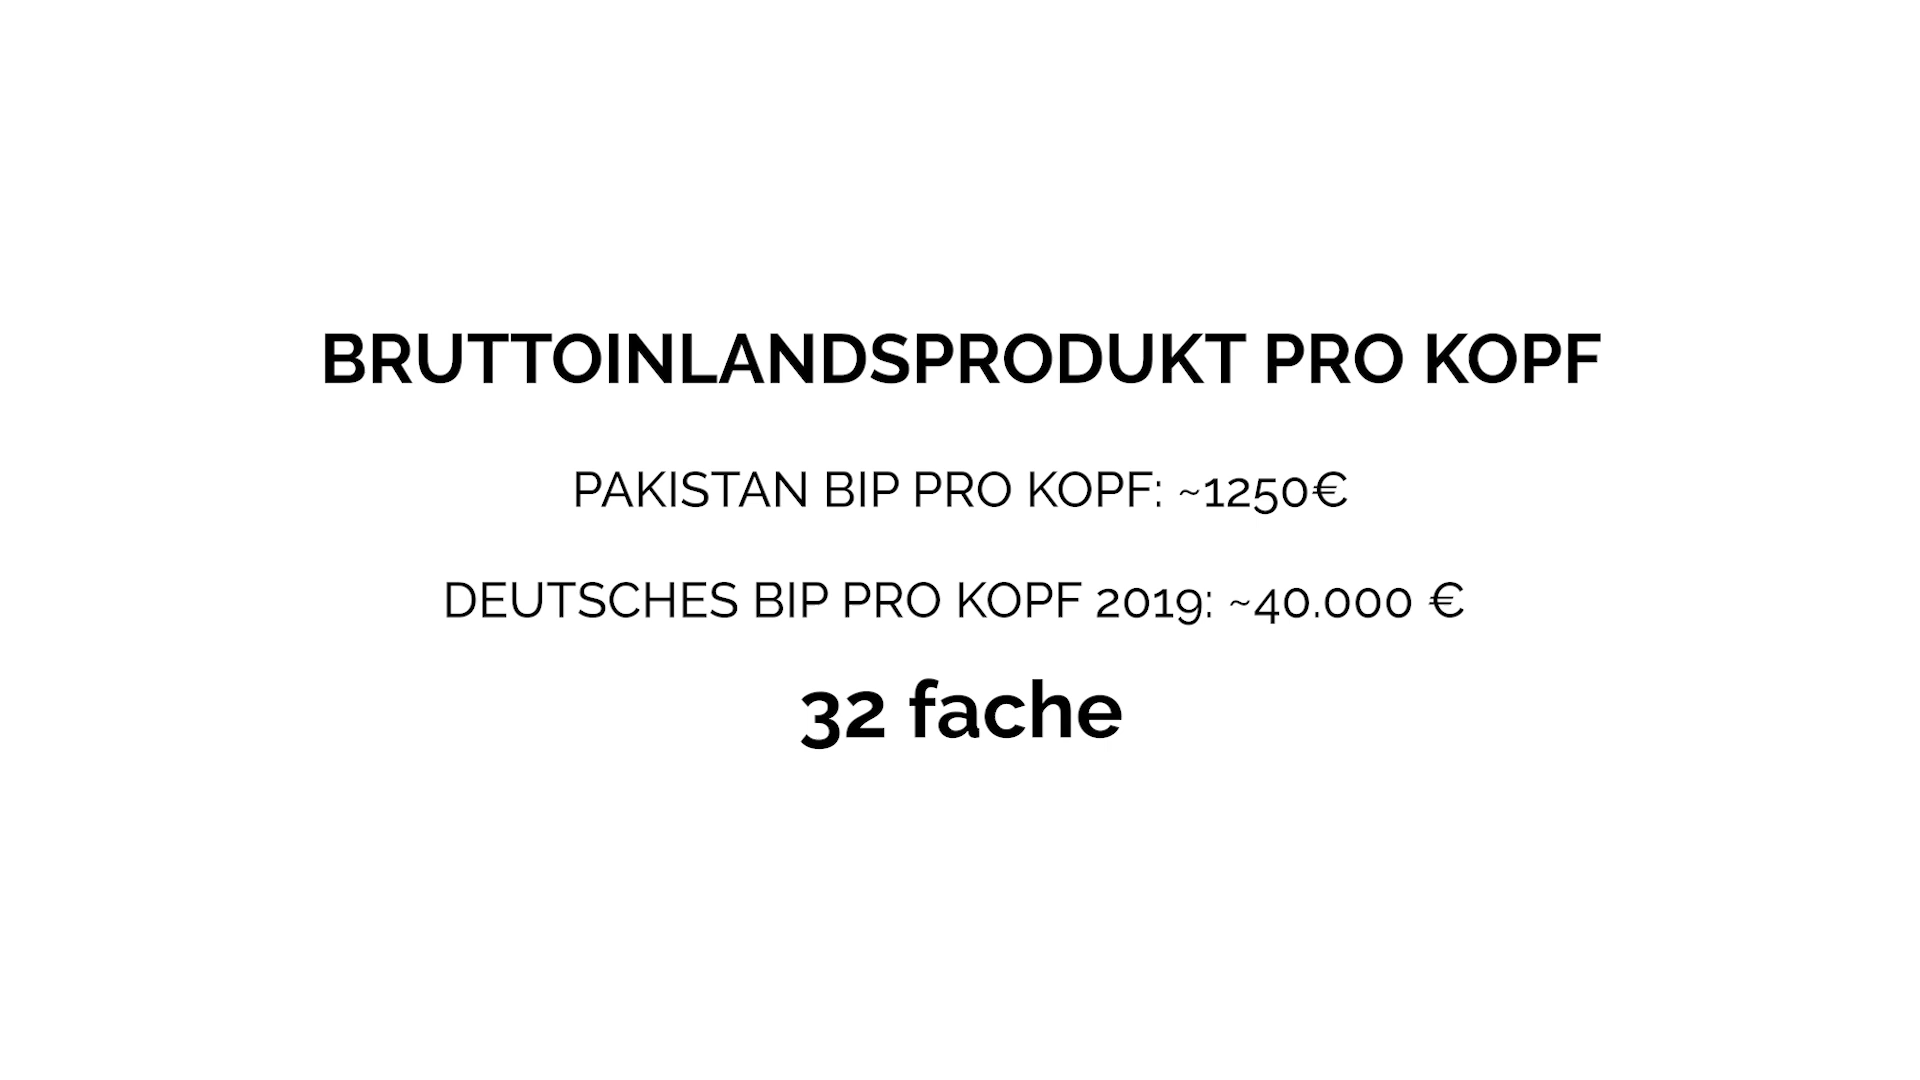 BRUTTOINLANDSPRODUKT PRO KOPF
PAKISTAN BIP PRO KOPF: ~1250€
DEUTSCHES BIP PRO KOPF 2019: ~40.000 €
32 fache